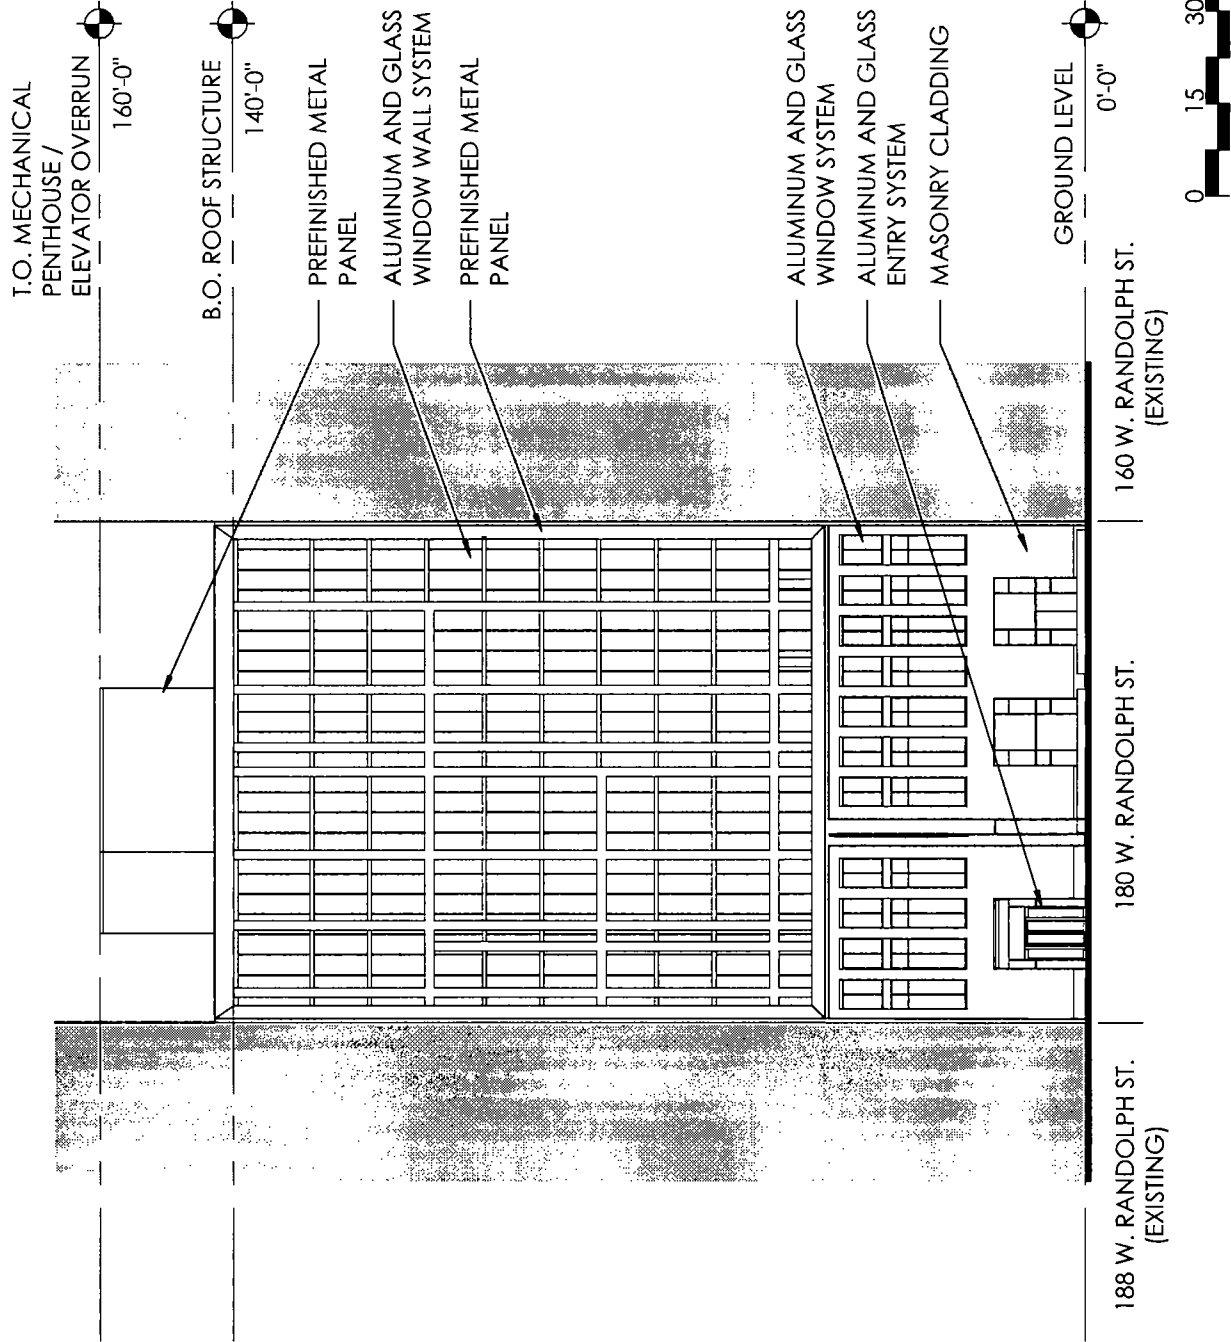 T.O. MECHANICAL
PENTHOUSE /
ELEVATOR OVERRUN
160'-0"
B.O. ROOF STRUCTURE
140'-0"
PREFINISHED METAL
PANEL
ALUMINUM AND GLASS
WINDOW WALL SYSTEM
PREFINISHED METAL
PANEL
ALUMINUM AND GLASS
WINDOW SYSTEM
ALUMINUM AND GLASS
ENTRY SYSTEM
MASONRY CLADDING
GROUND LEVEL
0'-0"
188 W. RANDOLPH ST.
(EXISTING)
180 W. RANDOLPH ST.
160 W. RANDOLPH ST.
(EXISTING)
0 15 30